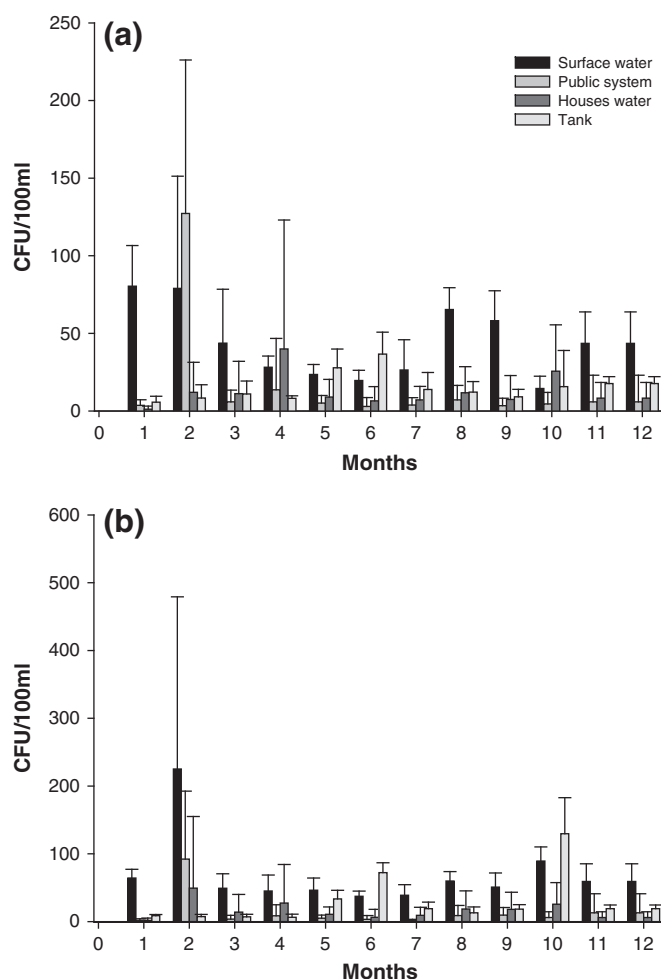 (a)
250
200
150
100
50
0
CFU/100ml
Surface water
Public system
Houses water
Tank
0 1 2 3 4 5 6 7 8 9 10 11 12
Months
(b)
600
500
400
300
200
100
0
CFU/100ml
0 1 2 3 4 5 6 7 8 9 10 11 12
Months